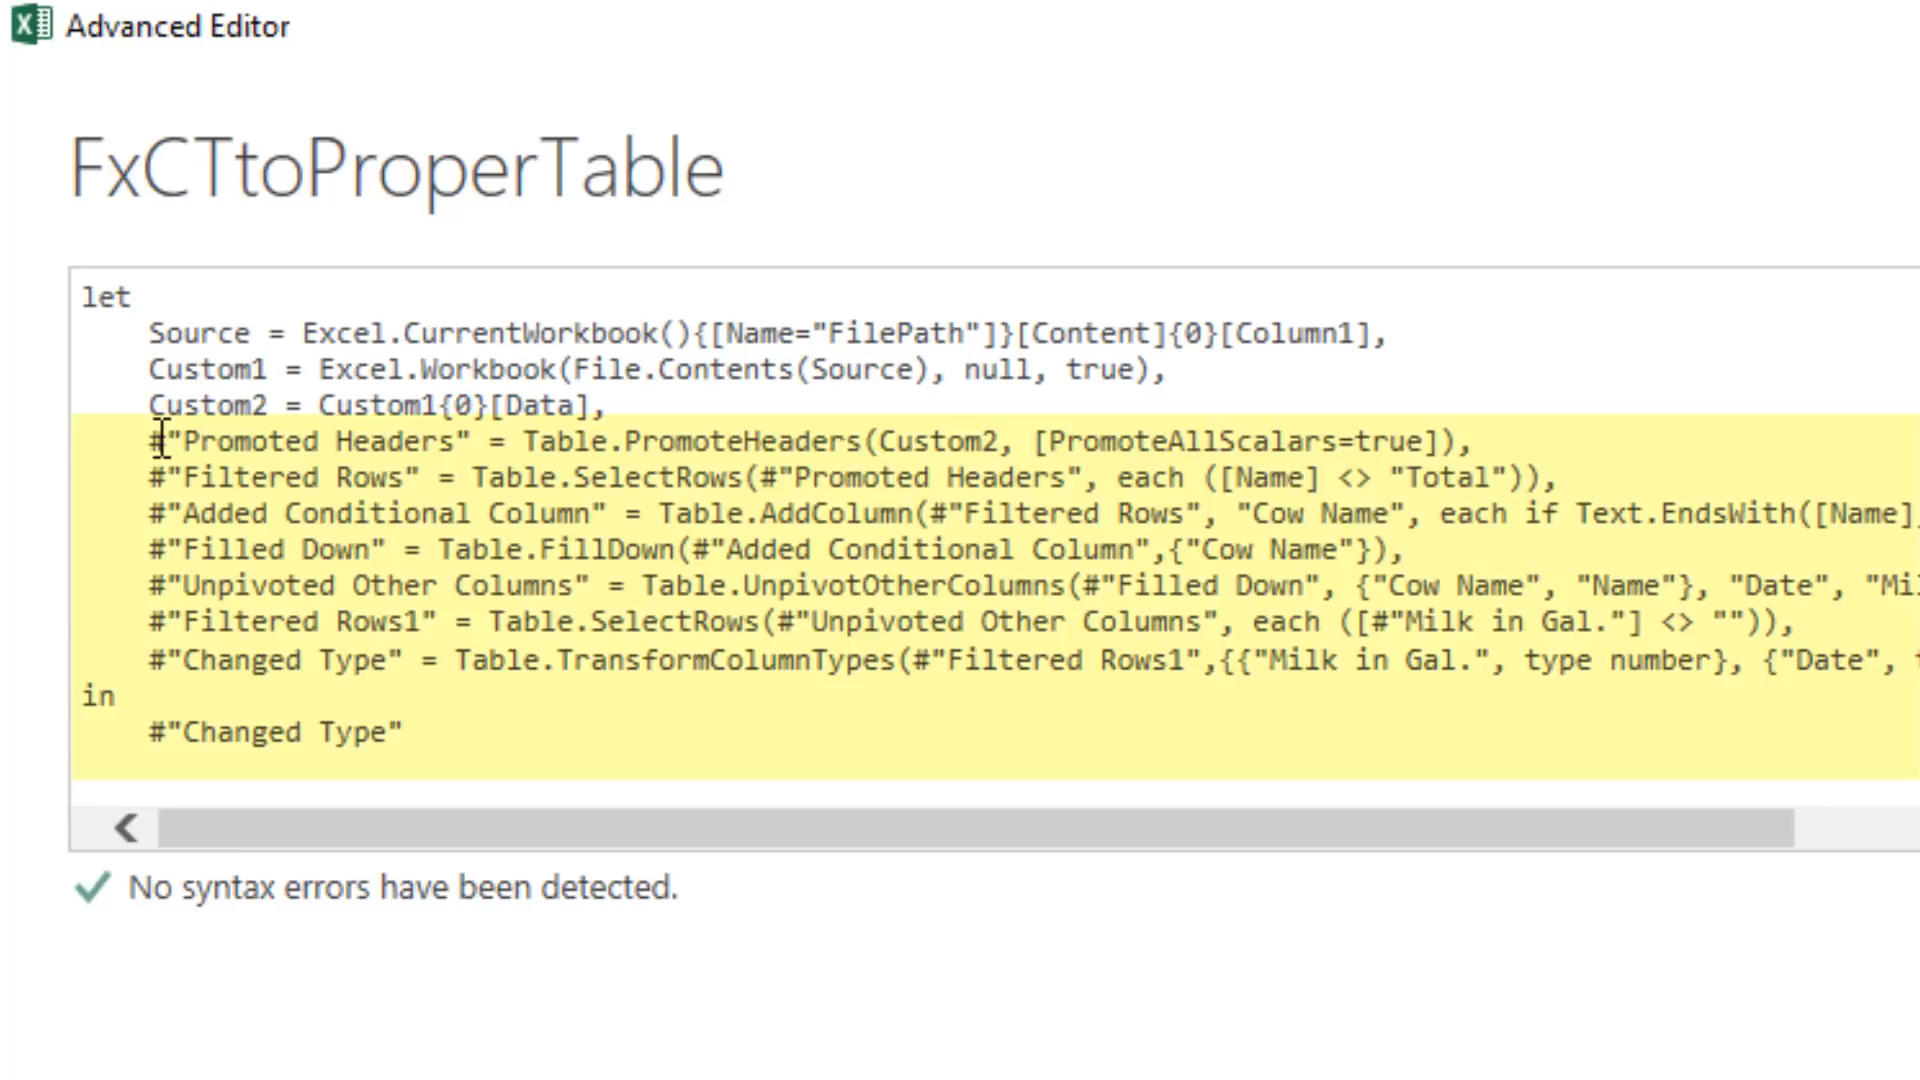 Advanced Editor
FxCTtoProperTable
let
Source = Excel.CurrentWorkbook(){[Name="FilePath"]}[Content]{0}[Column1],
Custom1 = Excel.Workbook(File.Contents(Source), null, true),
Custom2 = Custom1{0}[Data],
#"Promoted Headers" = Table.PromoteHeaders(Custom2, [PromoteAllScalars=true]),
#"Filtered Rows" = Table.SelectRows(#"Promoted Headers", each ([Name] <> "Total")),
#"Added Conditional Column" = Table.AddColumn(#"Filtered Rows", "Cow Name", each if Text.EndsWith([Name],
#"Filled Down" = Table.FillDown(#"Added Conditional Column",{"Cow Name"}),
#"Unpivoted Other Columns" = Table.UnpivotOtherColumns(#"Filled Down", {"Cow Name", "Name"}, "Date", "Mil
#"Filtered Rows1" = Table.SelectRows(#"Unpivoted Other Columns", each ([#"Milk in Gal."] <> "")),
#"Changed Type" = Table.TransformColumnTypes(#"Filtered Rows1",{{"Milk in Gal.", type number}, {"Date", t
in
#"Changed Type"
No syntax errors have been detected.